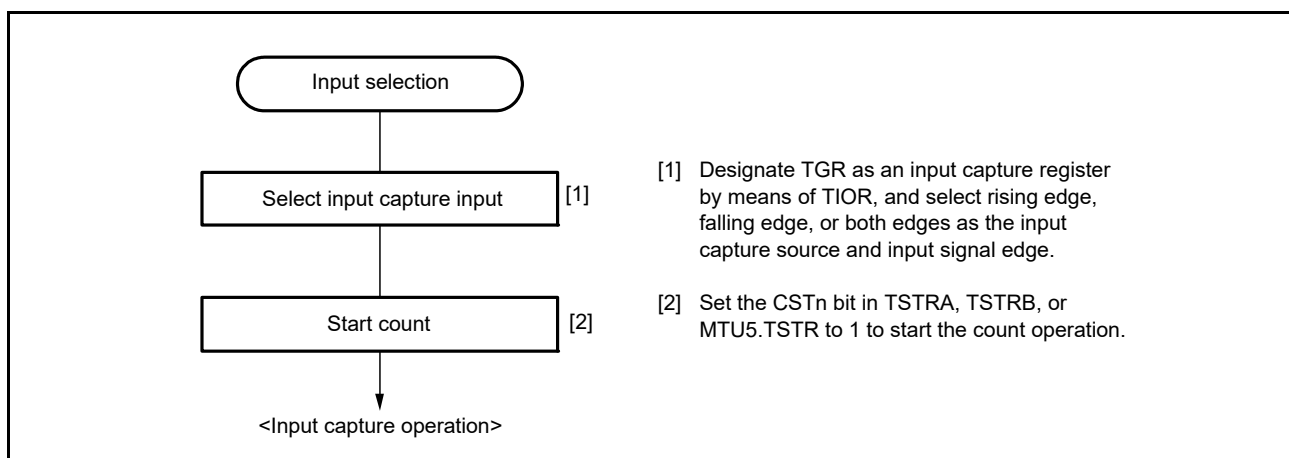 Input selection
Select input capture input
[1]
Start count
[2]
<Input capture operation>
[1] Designate TGR as an input capture register
by means of TIOR, and select rising edge,
falling edge, or both edges as the input
capture source and input signal edge.
[2] Set the CSTn bit in TSTRA, TSTRB, or
MTU5.TSTR to 1 to start the count operation.